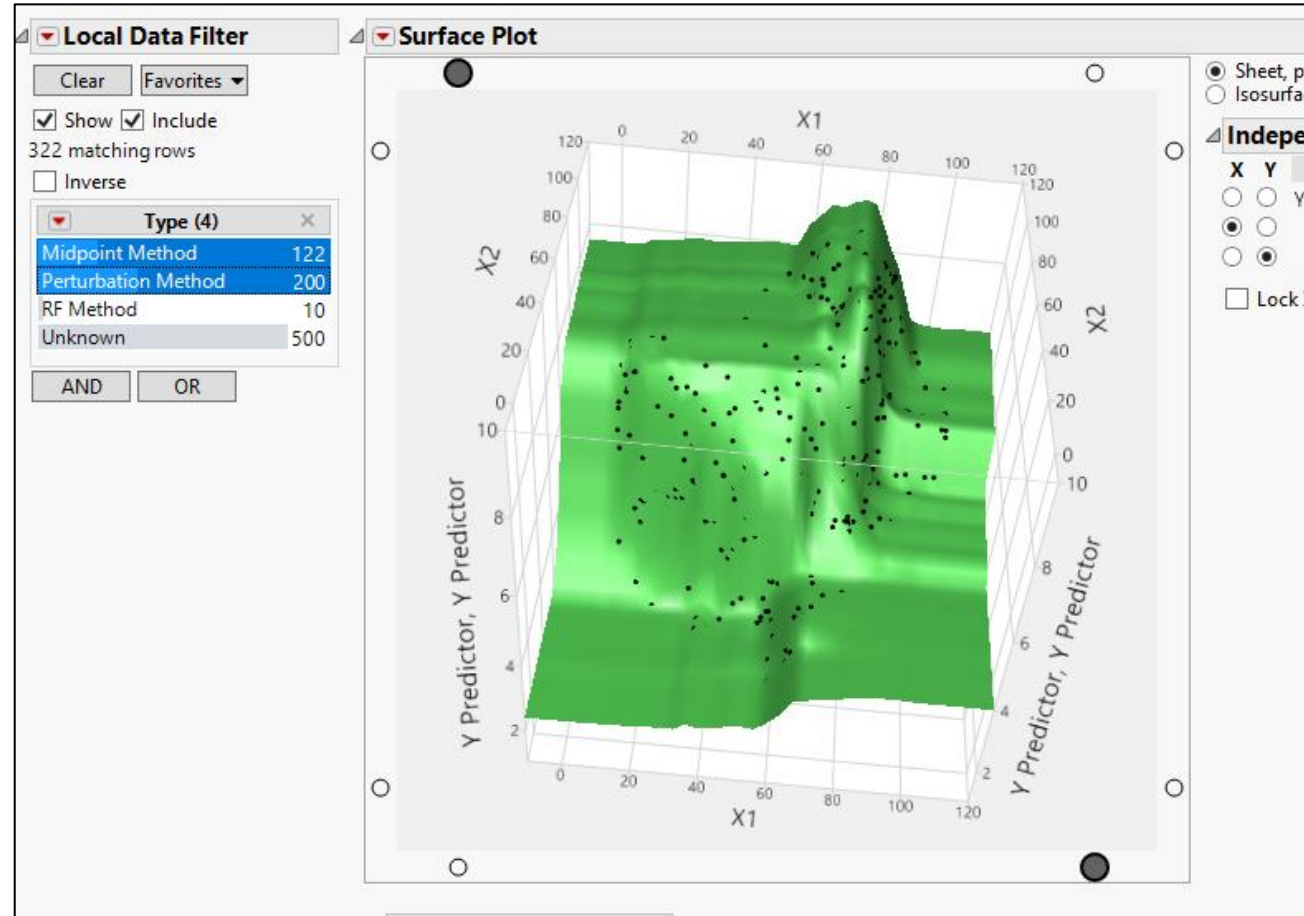 Local Data Filter
Clear Favorites
Show Include
322 matching rows
Inverse
Type (4)
Midpoint Method 122
Perturbation Method 200
RF Method 10
Unknown 500
AND OR
Surface Plot
X1
0 20 40 60 80 100 120
X2
120 100 80 60 40 20 0
X2
120 100 80 60 40 20 0
Y Predictor, Y Predictor
10 8 6 4 2
Y Predictor, Y Predictor
10 8 6 4 2
0 20 40 60 80 100 120
X1
Sheet, p
Isosurfa
Indepe
X Y
Y
Lock